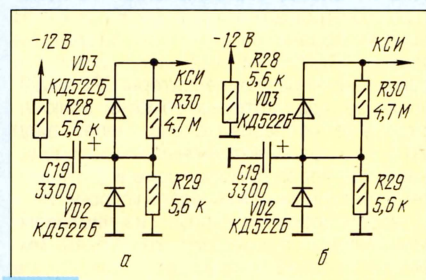 -12 В
VD3
КД522Б
R28
5,6 к
КСИ
R30
4,7 М
+
C19
3300
VD2
КД522Б
R29
5,6 к
а
-12 В
R28
5,6 к
VD3
КД522Б
КСИ
R30
4,7 М
+
C19
3300
VD2
КД522Б
R29
5,6 к
б